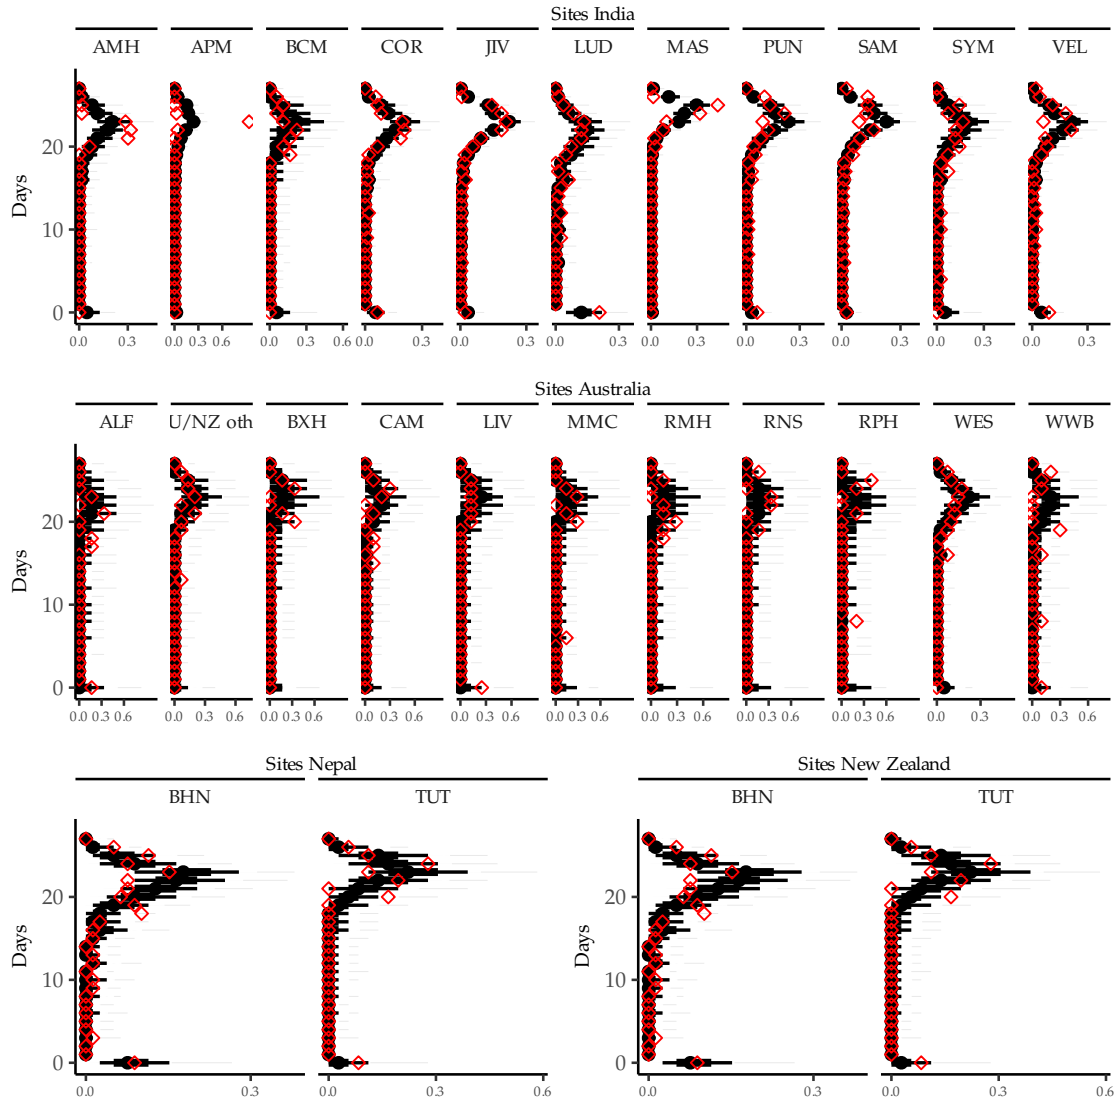 Sites India
AMH APM BCM COR JIV LUD MAS PUN SAM SYM VEL
Days
20
10
0
0.0 0.3 0.0 0.3 0.6 0.0 0.3 0.6 0.0 0.3 0.0 0.3 0.0 0.3 0.0 0.3 0.0 0.3 0.0 0.3 0.0 0.3 0.0 0.3
Sites Australia
ALF U/NZ oth BXH CAM LIV MMC RMH RNS RPH WES WWB
Days
20
10
0
0.0 0.3 0.6 0.0 0.3 0.6 0.0 0.3 0.6 0.0 0.3 0.6 0.0 0.3 0.6 0.0 0.3 0.6 0.0 0.3 0.6 0.0 0.3 0.6 0.0 0.3 0.6 0.0 0.3 0.0 0.3 0.6
Sites Nepal Sites New Zealand
BHN TUT BHN TUT
Days Days
20 20
10 10
0 0
0.0 0.3 0.0 0.3 0.6 0.0 0.3 0.0 0.3 0.6